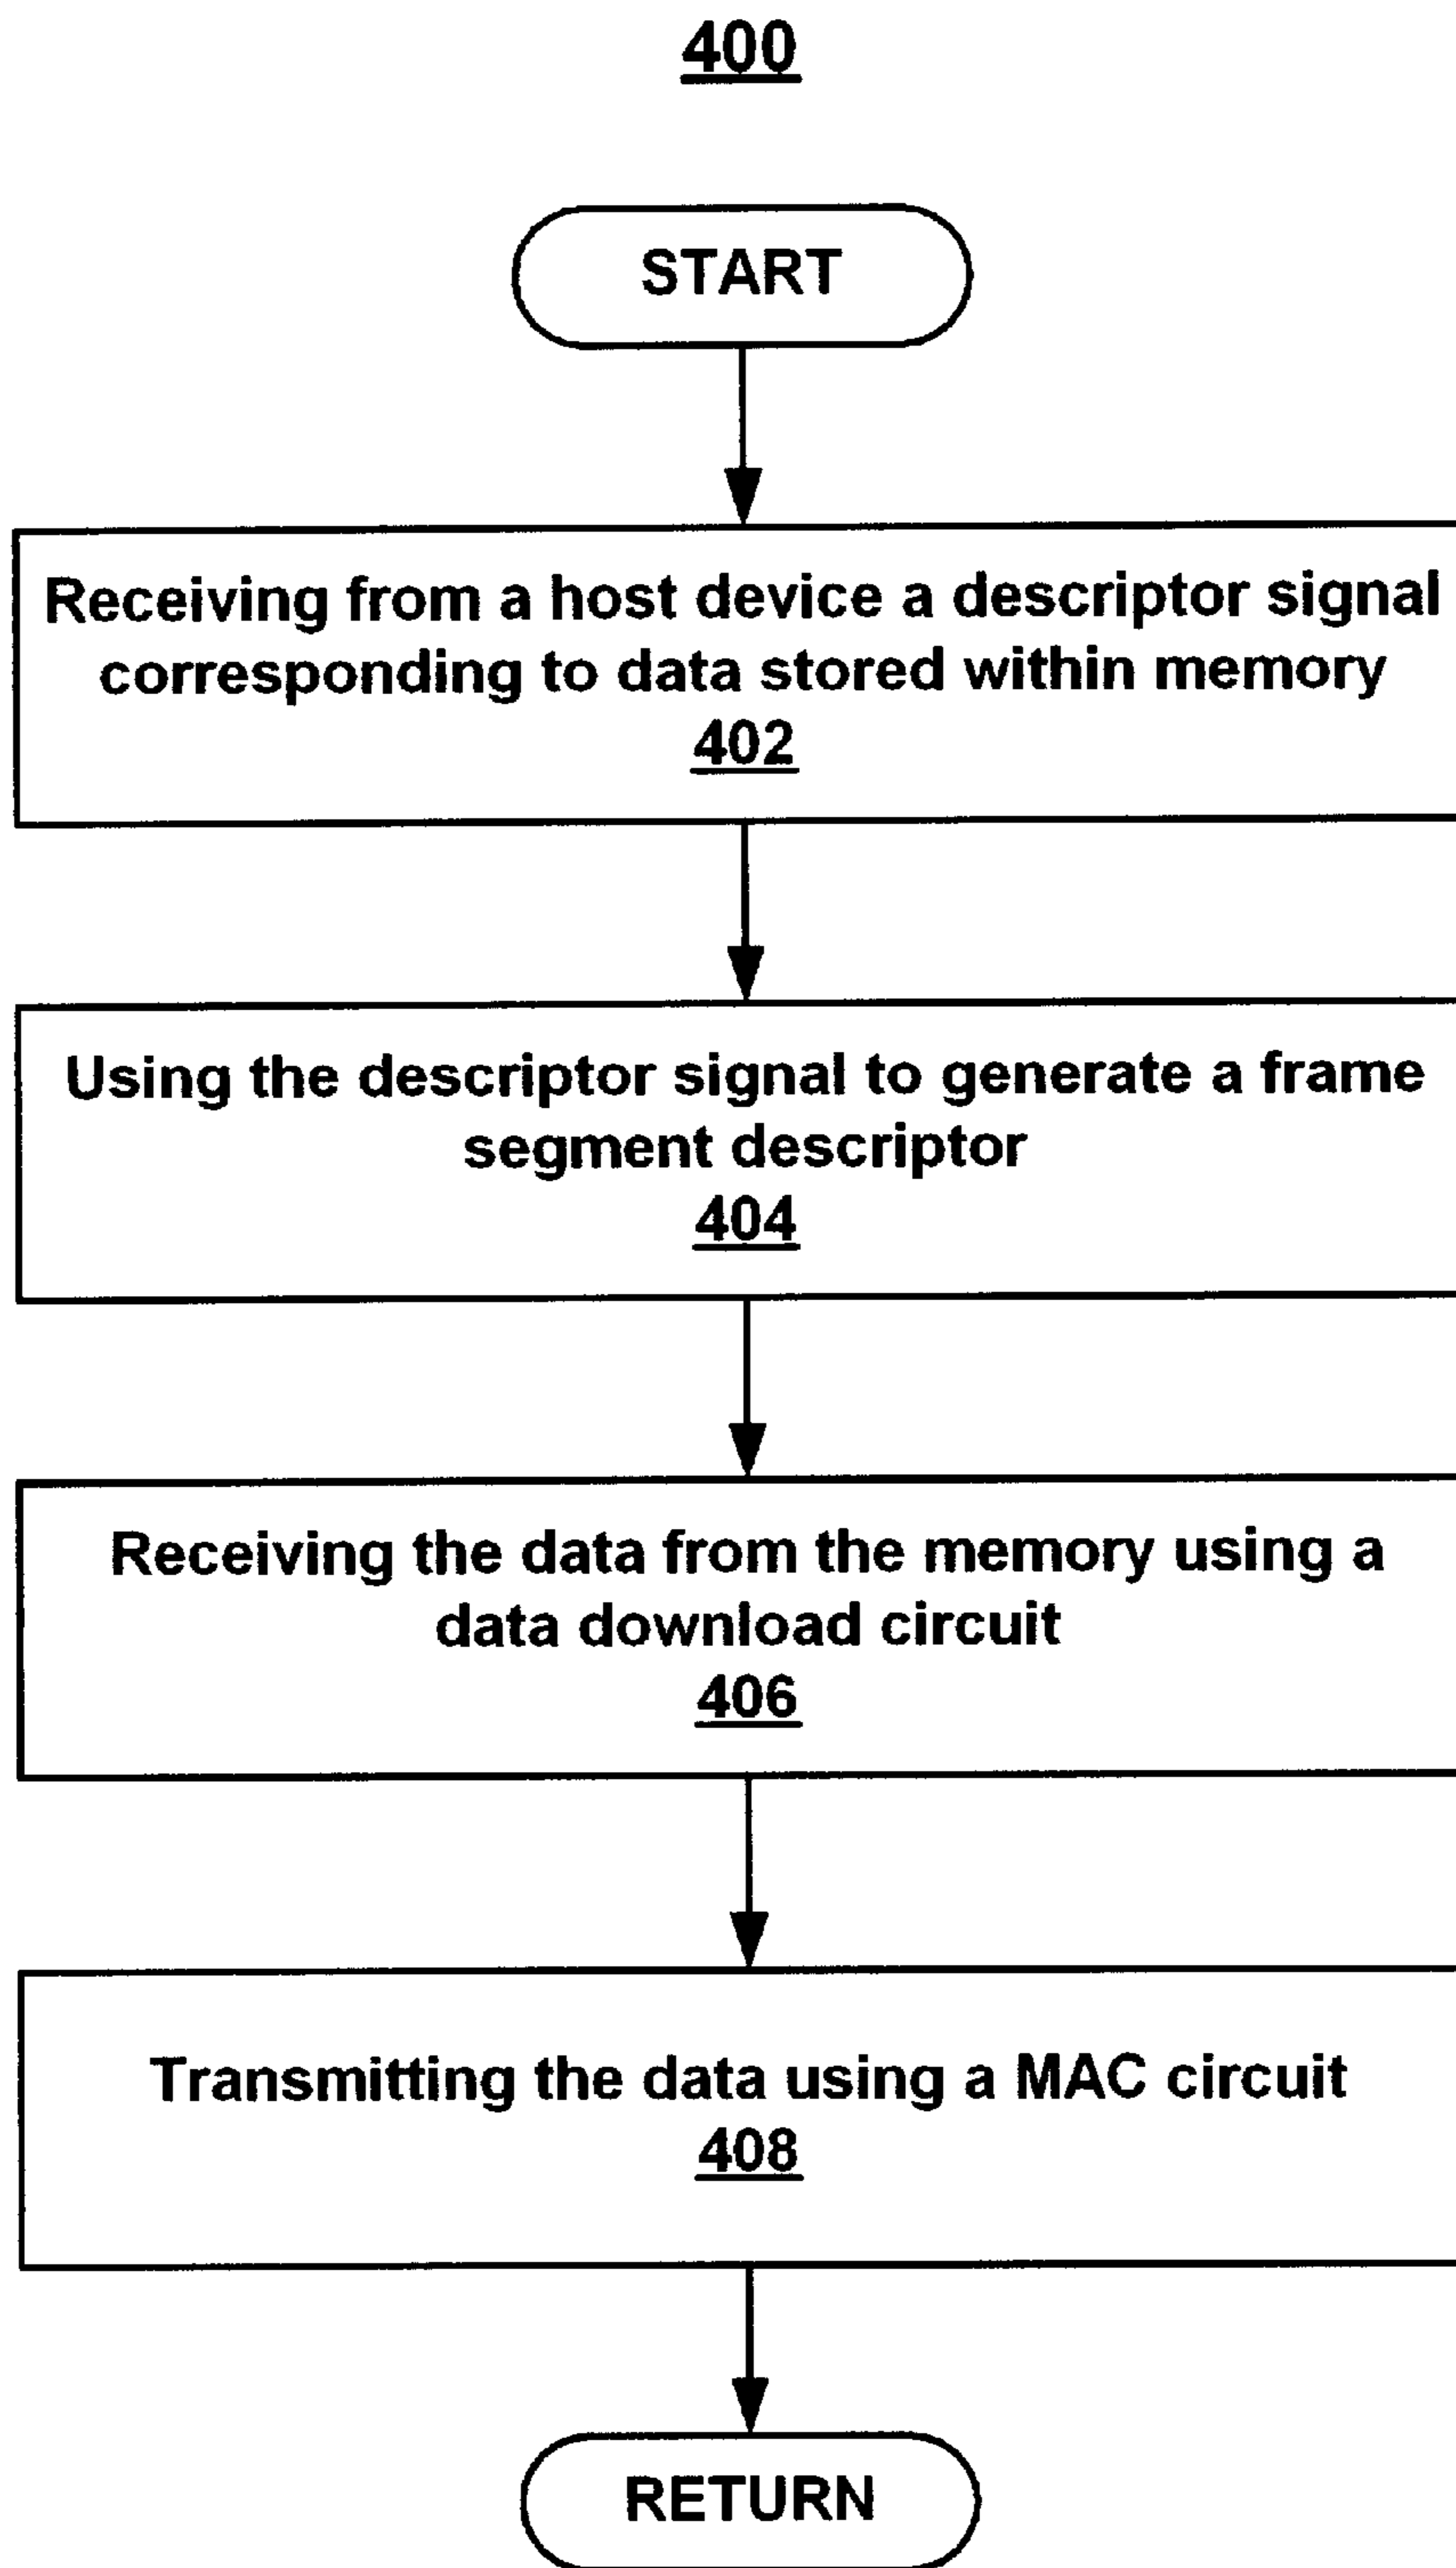 400
START
Receiving from a host device a descriptor signal
corresponding to data stored within memory
402
Using the descriptor signal to generate a frame
segment descriptor
404
Receiving the data from the memory using a
data download circuit
406
Transmitting the data using a MAC circuit
408
RETURN